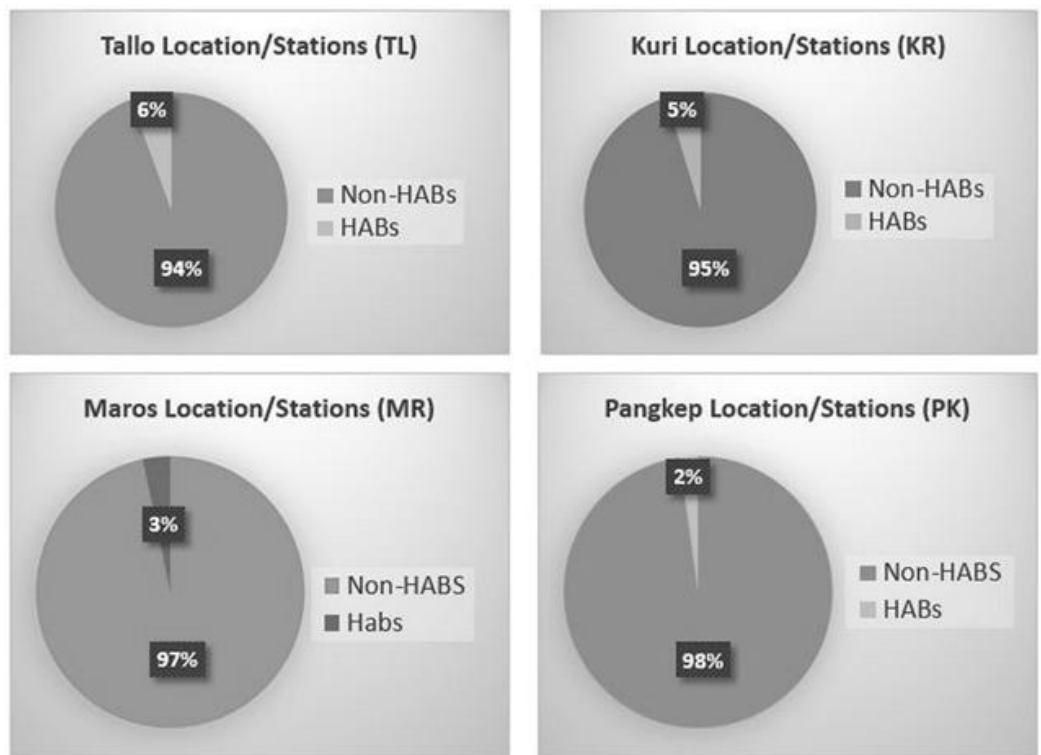 Tallo Location/Stations (TL)
6%
94%
Non-HABs
HABs
Kuri Location/Stations (KR)
5%
95%
Non-HABs
HABs
Maros Location/Stations (MR)
3%
97%
Non-HABS
Habs
Pangkep Location/Stations (PK)
2%
98%
Non-HABS
HABs